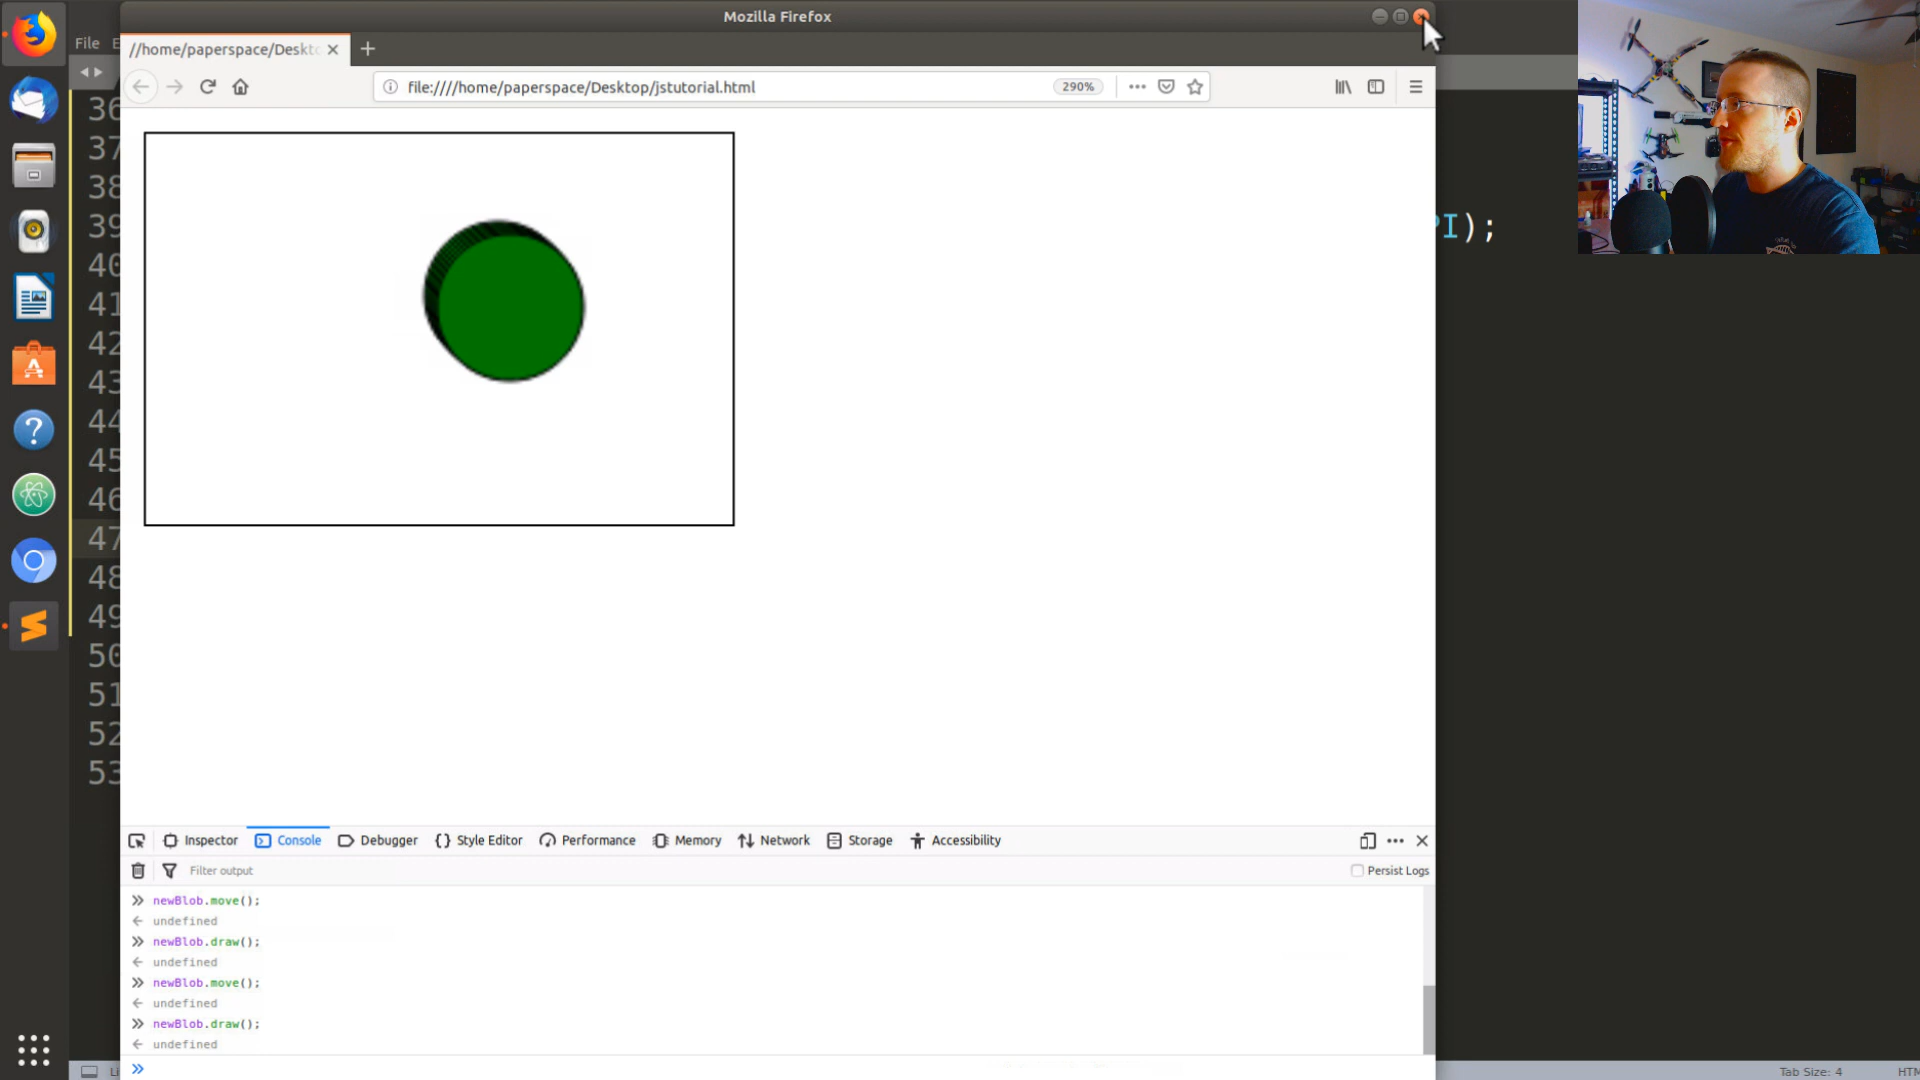 Mozilla Firefox
File
//home/paperspace/Deskto
file:////home/paperspace/Desktop/jstutorial.html
290%
36
37
38
39
40
41
42
43
44
45
46
47
48
49
50
51
52
53
PI);
Inspector
Console
Debugger
Style Editor
Performance
Memory
Network
Storage
Accessibility
Filter output
Persist Logs
newBlob.move();
undefined
newBlob.draw();
undefined
newBlob.move();
undefined
newBlob.draw();
undefined
Tab Size: 4